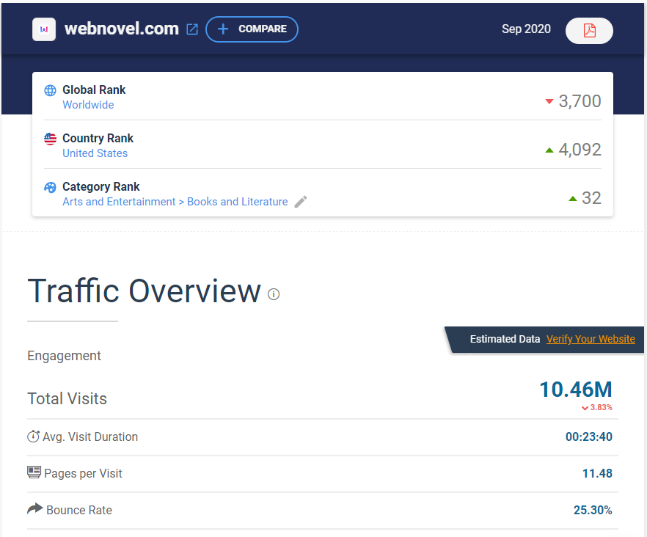 webnovel.com + COMPARE Sep 2020
Global Rank
Worldwide
3,700
Country Rank
United States
4,092
Category Rank
Arts and Entertainment > Books and Literature
32
Traffic Overview
Estimated Data Verify Your Website
Engagement
Total Visits 10.46M
3.83%
Avg. Visit Duration 00:23:40
Pages per Visit 11.48
Bounce Rate 25.30%